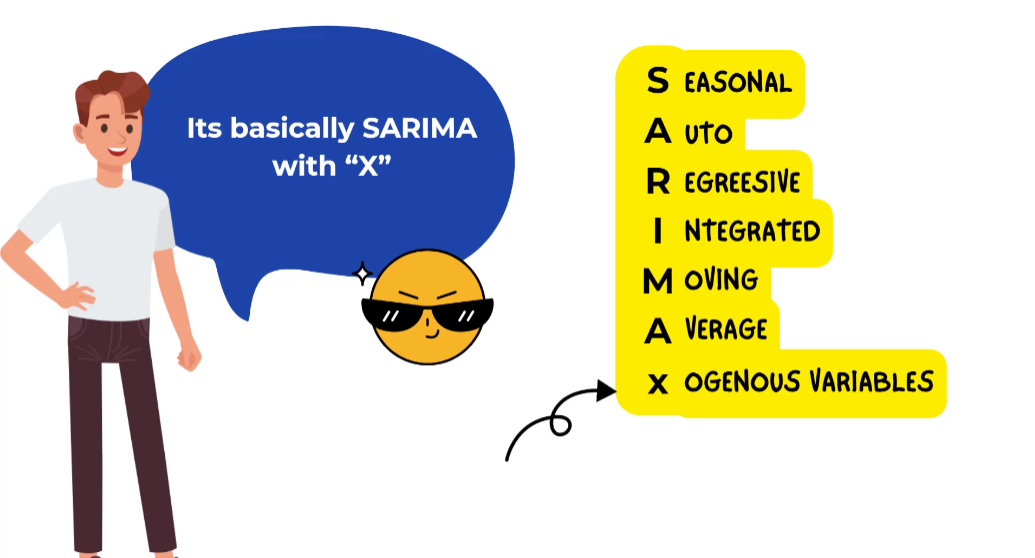 Its basically SARIMA
with “X”
S EASONAL
A UTO
R EGREESIVE
I NTEGRATED
M OVING
A VERAGE
x OGENOUS VARIABLES